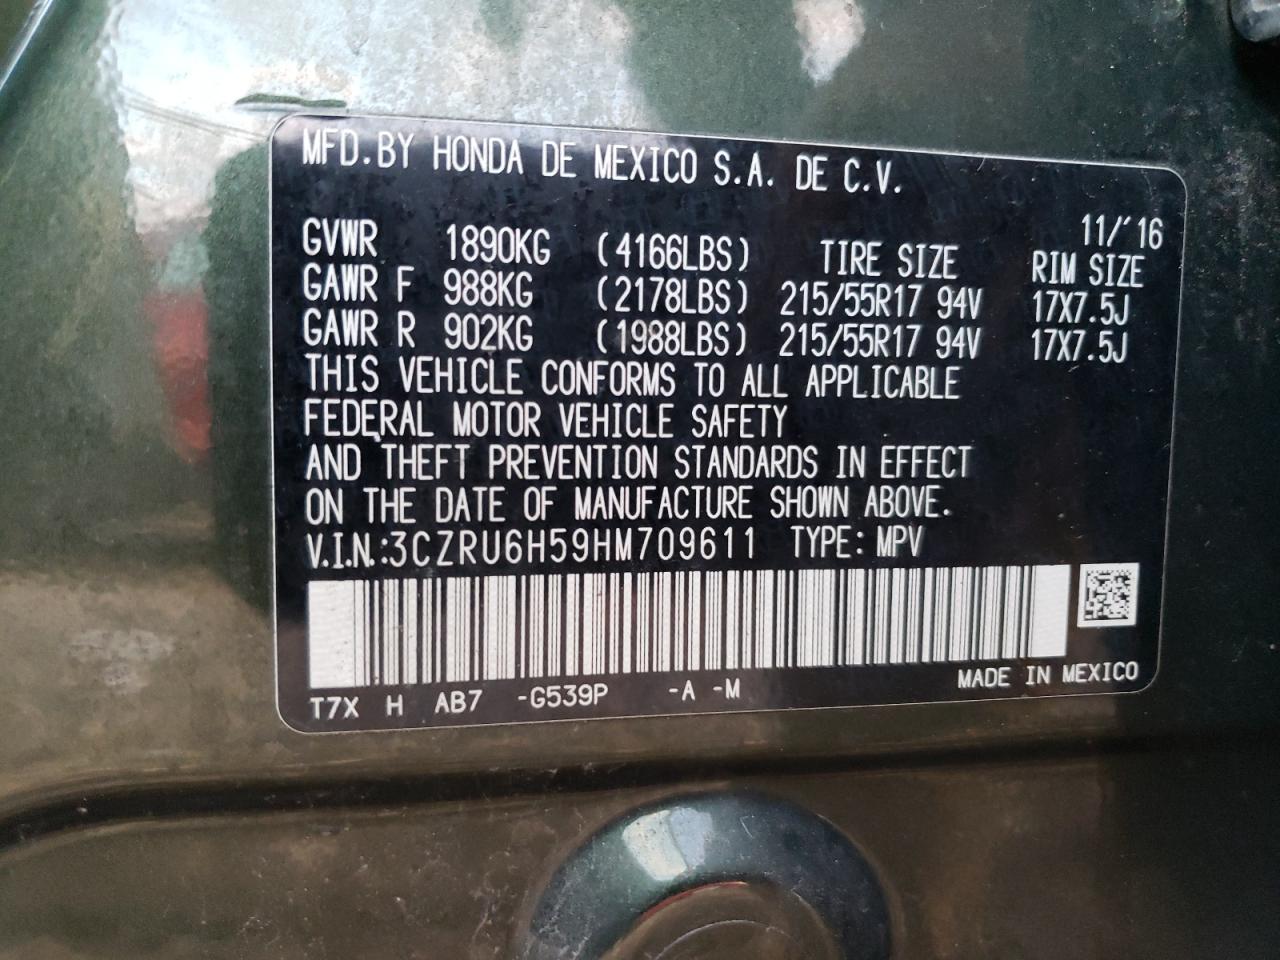 MFD.BY HONDA DE MEXICO S.A. DE C.V.
11/'16
GVWR 1890KG (4166LBS) TIRE SIZE RIM SIZE
GAWR F 988KG (2178LBS) 215/55R17 94V 17X7.5J
GAWR R 902KG (1988LBS) 215/55R17 94V 17X7.5J
THIS VEHICLE CONFORMS TO ALL APPLICABLE
FEDERAL MOTOR VEHICLE SAFETY
AND THEFT PREVENTION STANDARDS IN EFFECT
ON THE DATE OF MANUFACTURE SHOWN ABOVE.
V.I.N.:3CZRU6H59HM709611 TYPE: MPV
T7X H AB7 -G539P -A -M MADE IN MEXICO